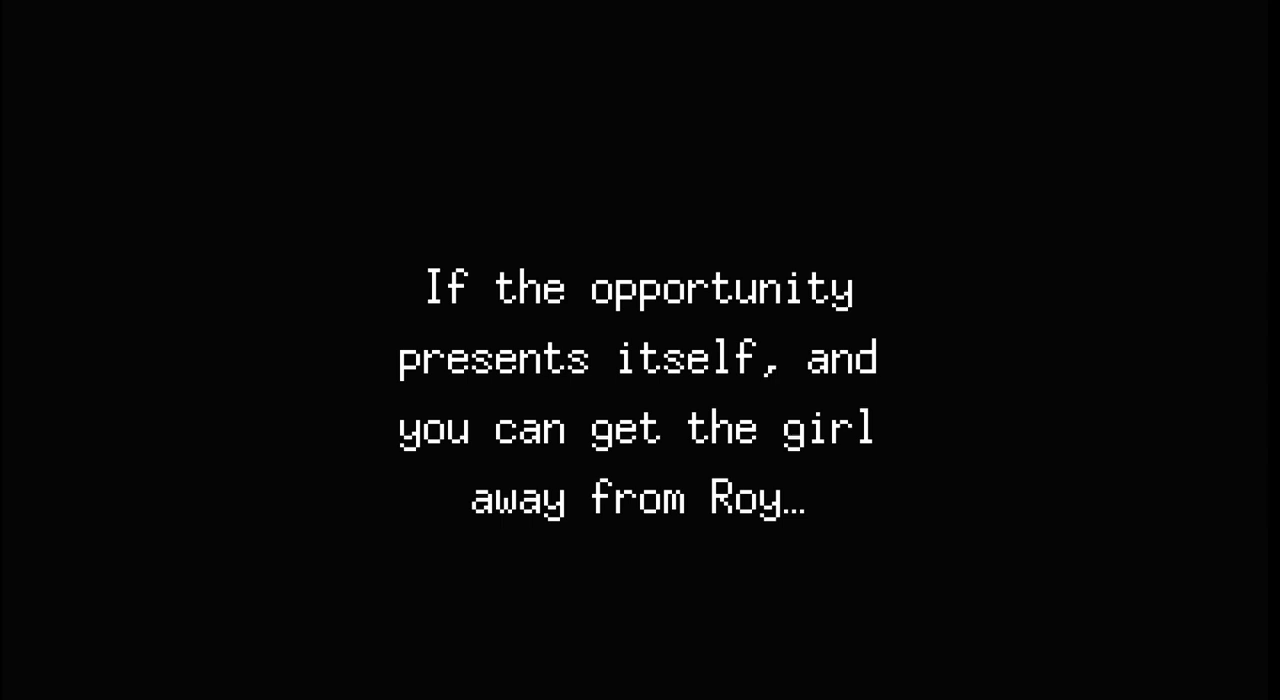 If the opportunity
presents itself, and
you can get the girl
away from Roy…